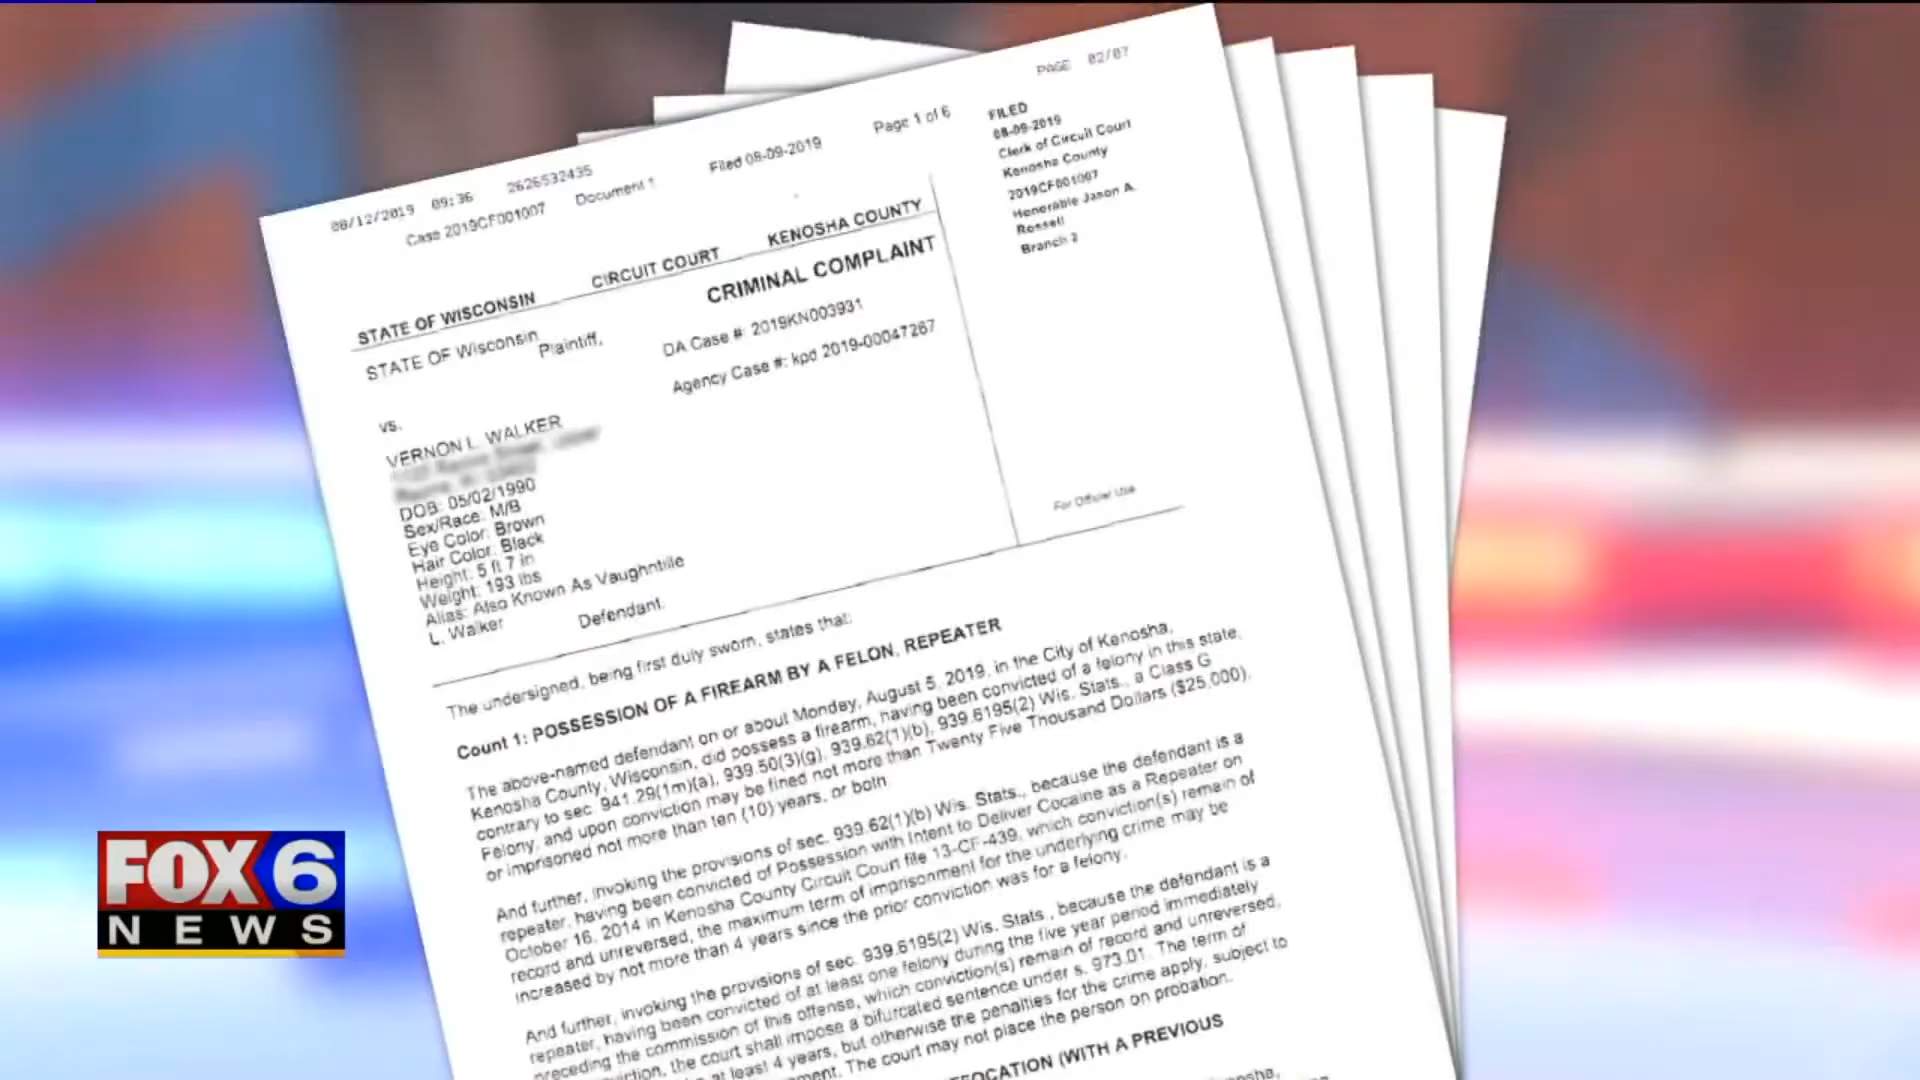 PAGE 02/07
08/12/2019 09:36 2626532435
Case 2019CF001007 Document 1 Filed 08-09-2019 Page 1 of 6
FILED
08-09-2019
Clerk of Circuit Court
Kenosha County
2019CF001007
Honorable Jason A.
Rossell
Branch 2
STATE OF WISCONSIN CIRCUIT COURT KENOSHA COUNTY
STATE OF Wisconsin
Plaintiff,
CRIMINAL COMPLAINT
DA Case #: 2019KN003931
Agency Case #: kpd 2019-00047267
vs.
VERNON L. WALKER
DOB: 05/02/1990
Sex/Race: M/B
Eye Color: Brown
Hair Color: Black
Height: 5 ft 7 in
Weight: 193 lbs
Alias: Also Known As Vaughntille
L. Walker
Defendant.
For Official Use
The undersigned, being first duly sworn, states that:
Count 1: POSSESSION OF A FIREARM BY A FELON, REPEATER
The above-named defendant on or about Monday, August 5, 2019, in the City of Kenosha,
Kenosha County, Wisconsin, did possess a firearm, having been convicted of a felony in this state,
contrary to sec. 941.29(1m)(a), 939.50(3)(g), 939.62(1)(b), 939.6195(2) Wis. Stats., a Class G
Felony, and upon conviction may be fined not more than Twenty Five Thousand Dollars ($25,000),
or imprisoned not more than ten (10) years, or both
And further, invoking the provisions of sec. 939.62(1)(b) Wis. Stats., because the defendant is a
repeater, having been convicted of Possession with Intent to Deliver Cocaine as a Repeater on
October 16, 2014 in Kenosha County Circuit Court file 13-CF-439, which conviction(s) remain of
record and unreversed, the maximum term of imprisonment for the underlying crime may be
increased by not more than 4 years since the prior conviction was for a felony.
And further, invoking the provisions of sec. 939.6195(2) Wis. Stats., because the defendant is a
repeater, having been convicted of at least one felony during the five year period immediately
preceding the commission of this offense, which conviction(s) remain of record and unreversed,
the court shall impose a bifurcated sentence under s. 973.01. The term of
at least 4 years, but otherwise the penalties for the crime apply, subject to
The court may not place the person on probation.
(WITH A PREVIOUS
FOX 6
NEWS